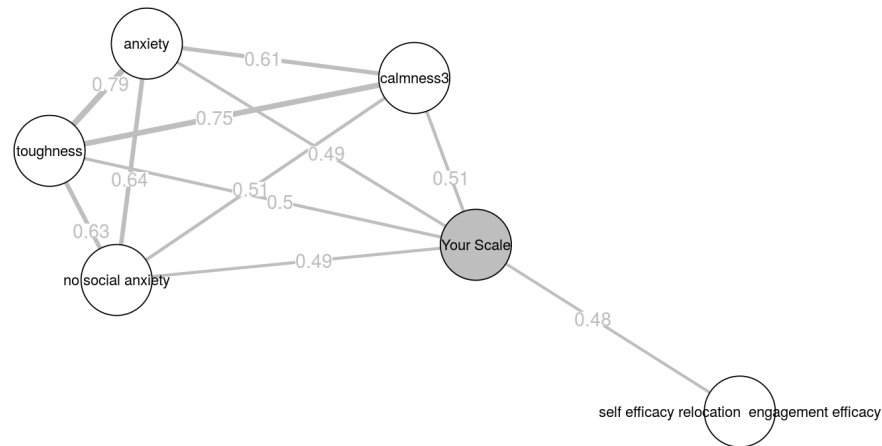 anxiety
0.61
calmness3
0.79
0.75
toughness
0.49
0.64
0.51
0.51
0.5
0.63
Your Scale
0.49
no social anxiety
0.48
self efficacy relocation  engagement efficacy